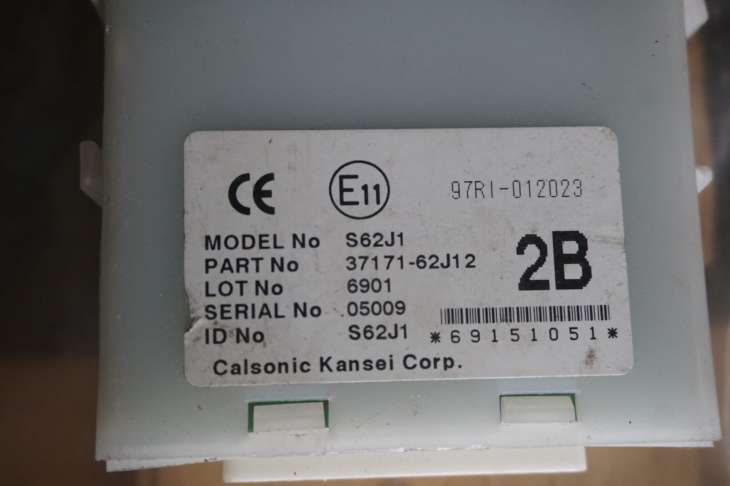 CE E11 97RI-012023
MODEL No S62J1
PART No 37171-62J12
LOT No 6901
SERIAL No 05009
ID No S62J1
2B
*69151051*
Calsonic Kansei Corp.